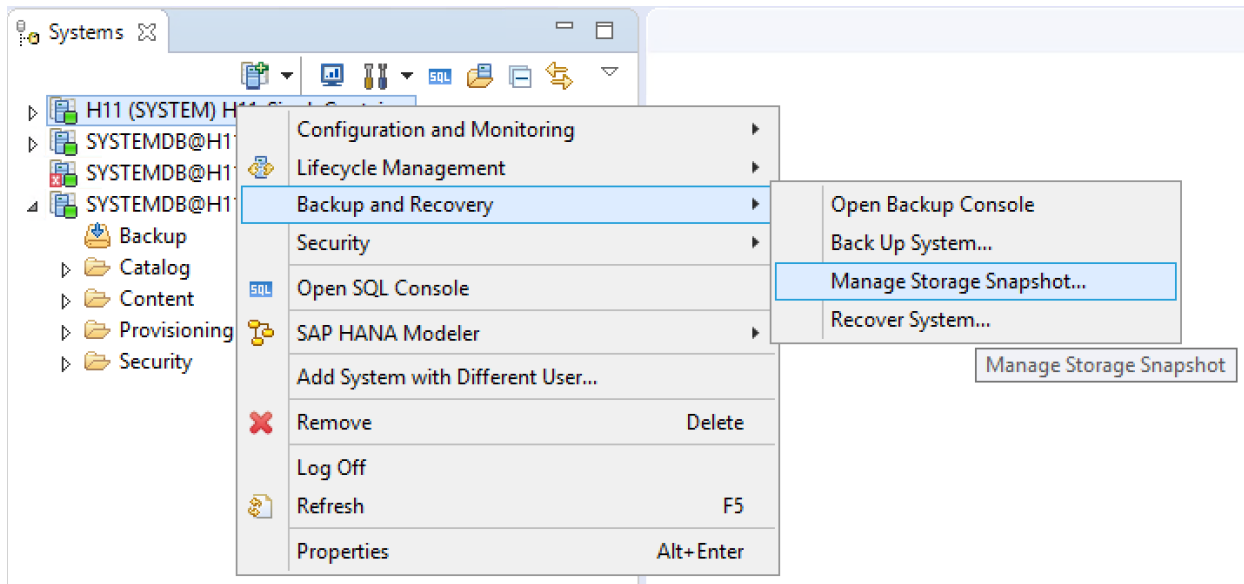 Systems
SQL
H11 (SYSTEM) H11
SYSTEMDB@H11
SYSTEMDB@H11
SYSTEMDB@H11
Backup
Catalog
Content
Provisioning
Security
Configuration and Monitoring
Lifecycle Management
Backup and Recovery
Security
SQL
Open SQL Console
SAP HANA Modeler
Add System with Different User...
Remove Delete
Log Off
Refresh F5
Properties Alt+Enter
Open Backup Console
Back Up System...
Manage Storage Snapshot...
Recover System...
Manage Storage Snapshot